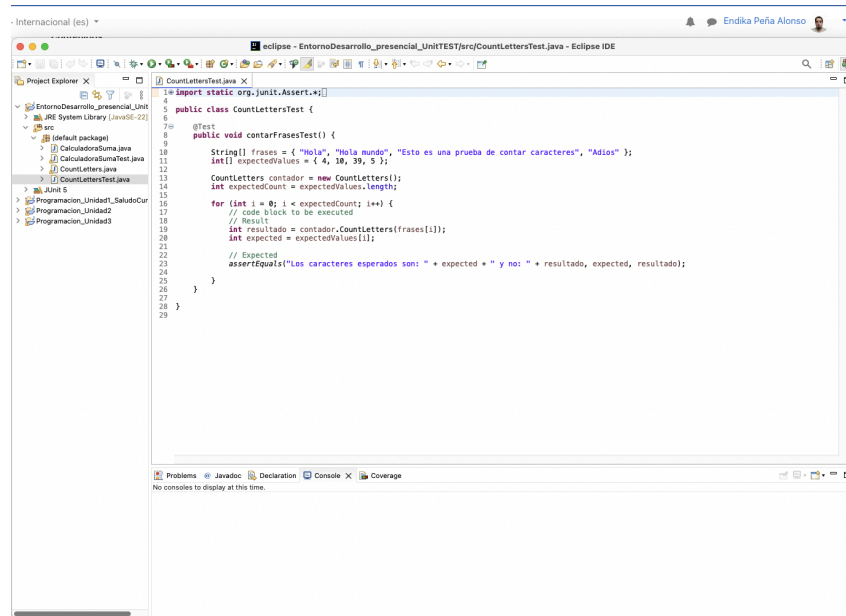 - Internacional (es)
Endika Peña Alonso
eclipse - EntornoDesarrollo_presencial_UnitTEST/src/CountLettersTest.java - Eclipse IDE
Project Explorer
EntornoDesarrollo_presencial_Unit
JRE System Library [JavaSE-22]
src
(default package)
CalculadoraSuma.java
CalculadoraSumaTest.java
CountLetters.java
CountLettersTest.java
JUnit 5
Programacion_Unidad1_SaludoCur
Programacion_Unidad2
Programacion_Unidad3
CountLettersTest.java
1 import static org.junit.Assert.*;
4
5 public class CountLettersTest {
6
7 @Test
8 public void contarFrasesTest() {
9
10 String[] frases = { "Hola", "Hola mundo", "Esto es una prueba de contar caracteres", "Adios" };
11 int[] expectedValues = { 4, 10, 39, 5 };
12
13 CountLetters contador = new CountLetters();
14 int expectedCount = expectedValues.length;
15
16 for (int i = 0; i < expectedCount; i++) {
17 // code block to be executed
18 // Result
19 int resultado = contador.CountLetters(frases[i]);
20 int expected = expectedValues[i];
21
22 // Expected
23 assertEquals("Los caracteres esperados son: " + expected + " y no: " + resultado, expected, resultado);
24
25 }
26 }
27
28 }
29
Problems @ Javadoc Declaration Console Coverage
No consoles to display at this time.